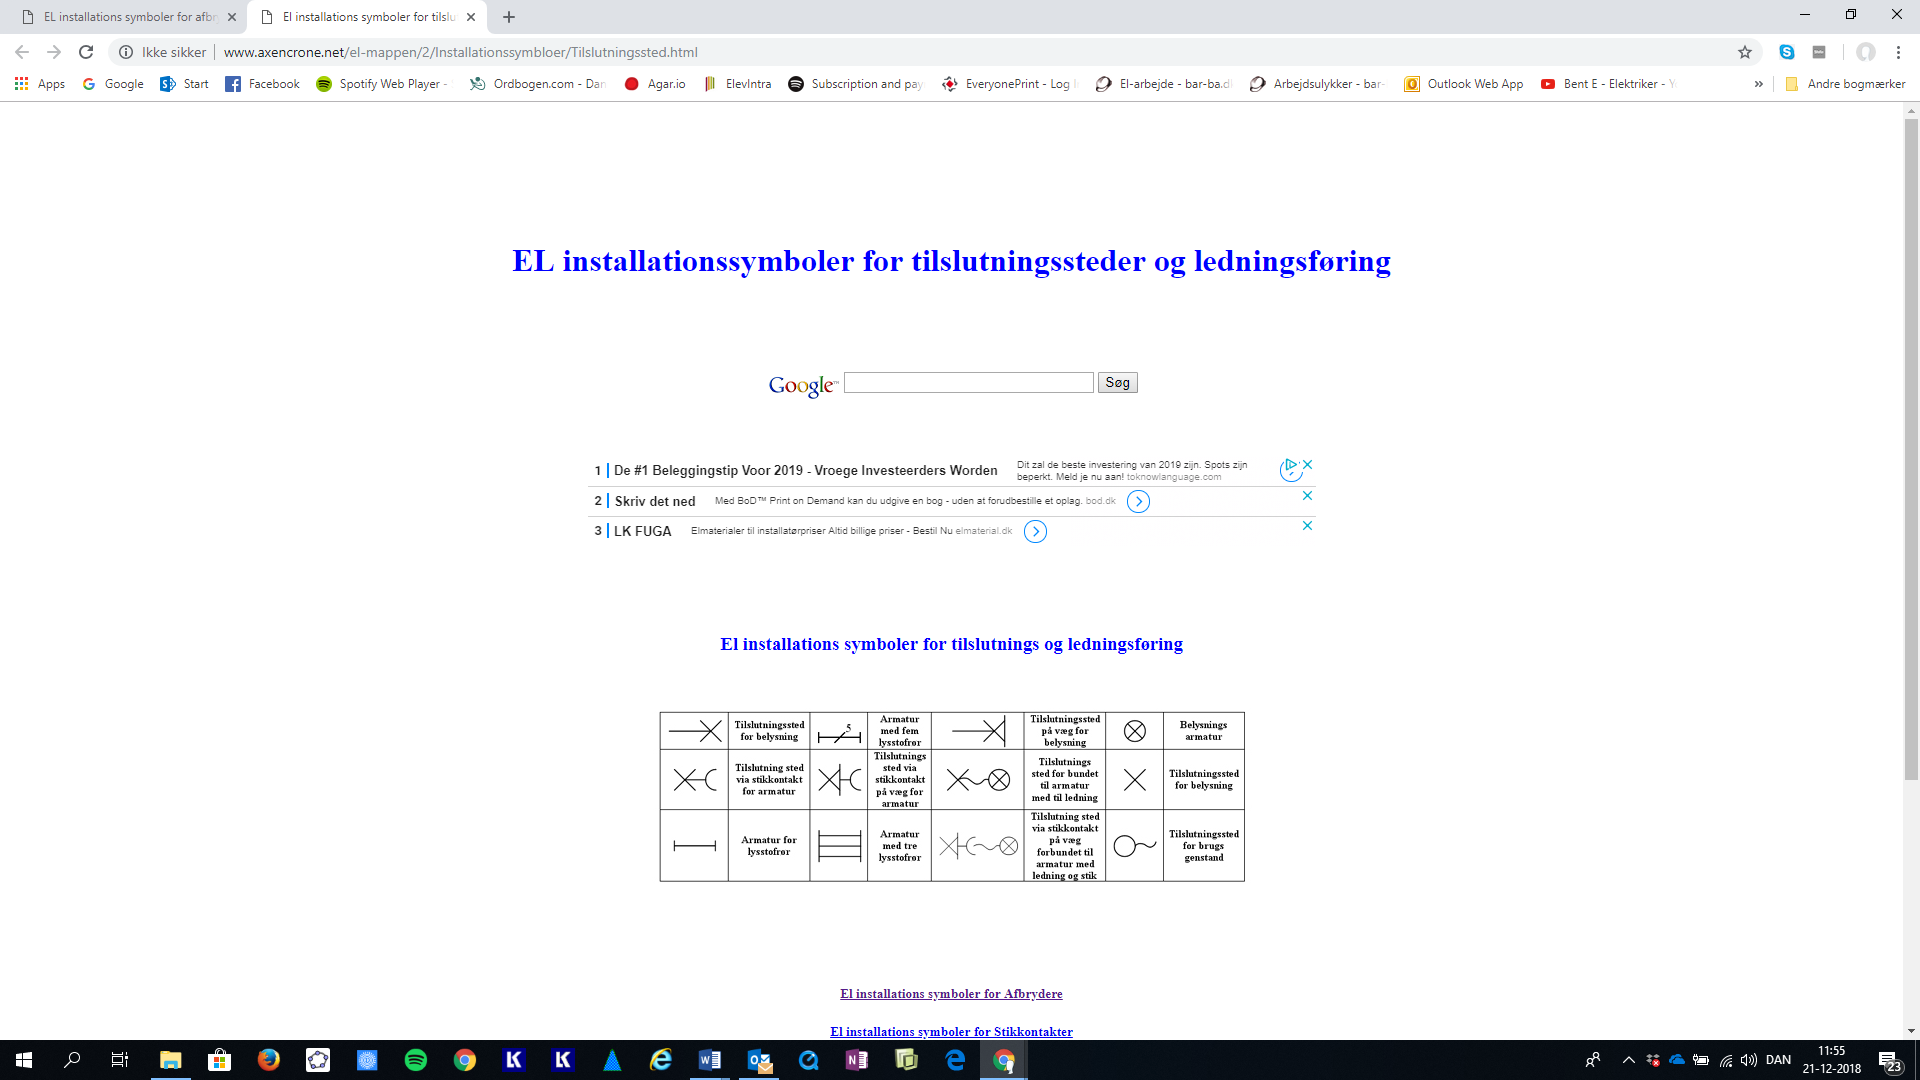 EL installations symboler for afbr
El installations symboler for tilslu
Ikke sikker
www.axencrone.net/el-mappen/2/Installationssymbloer/Tilslutningssted.html
Apps
Google
Start
Facebook
Spotify Web Player -
Ordbogen.com - Dan
Agar.io
ElevIntra
Subscription and pay
EveryonePrint - Log I
El-arbejde - bar-ba.d
Arbejdsulykker - bar-
Outlook Web App
Bent E - Elektriker - Y
»
Andre bogmærker
EL installationssymboler for tilslutningssteder og ledningsføring
Google™
Søg
1 De #1 Beleggingstip Voor 2019 - Vroege Investeerders Worden
Dit zal de beste investering van 2019 zijn. Spots zijn
beperkt. Meld je nu aan! toknowlanguage.com
2 Skriv det ned
Med BoD™ Print on Demand kan du udgive en bog - uden at forudbestille et oplag. bod.dk
3 LK FUGA
Elmaterialer til installatørpriser Altid billige priser - Bestil Nu elmaterial.dk
El installations symboler for tilslutnings og ledningsføring
Tilslutningssted
for belysning
5
Armatur
med fem
lysstofrør
Tilslutningssted
på væg for
belysning
Belysnings
armatur
Tilslutning sted
via stikkontakt
for armatur
Tilslutnings
sted via
stikkontakt
på væg for
armatur
Tilslutnings
sted for bundet
til armatur
med til ledning
Tilslutningssted
for belysning
Armatur for
lysstofrør
Armatur
med tre
lysstofrør
Tilslutning sted
via stikkontakt
på væg
forbundet til
armatur med
ledning og stik
Tilslutningssted
for brugs
genstand
El installations symboler for Afbrydere
El installations symboler for Stikkontakter
DAN
11:55
21-12-2018
23